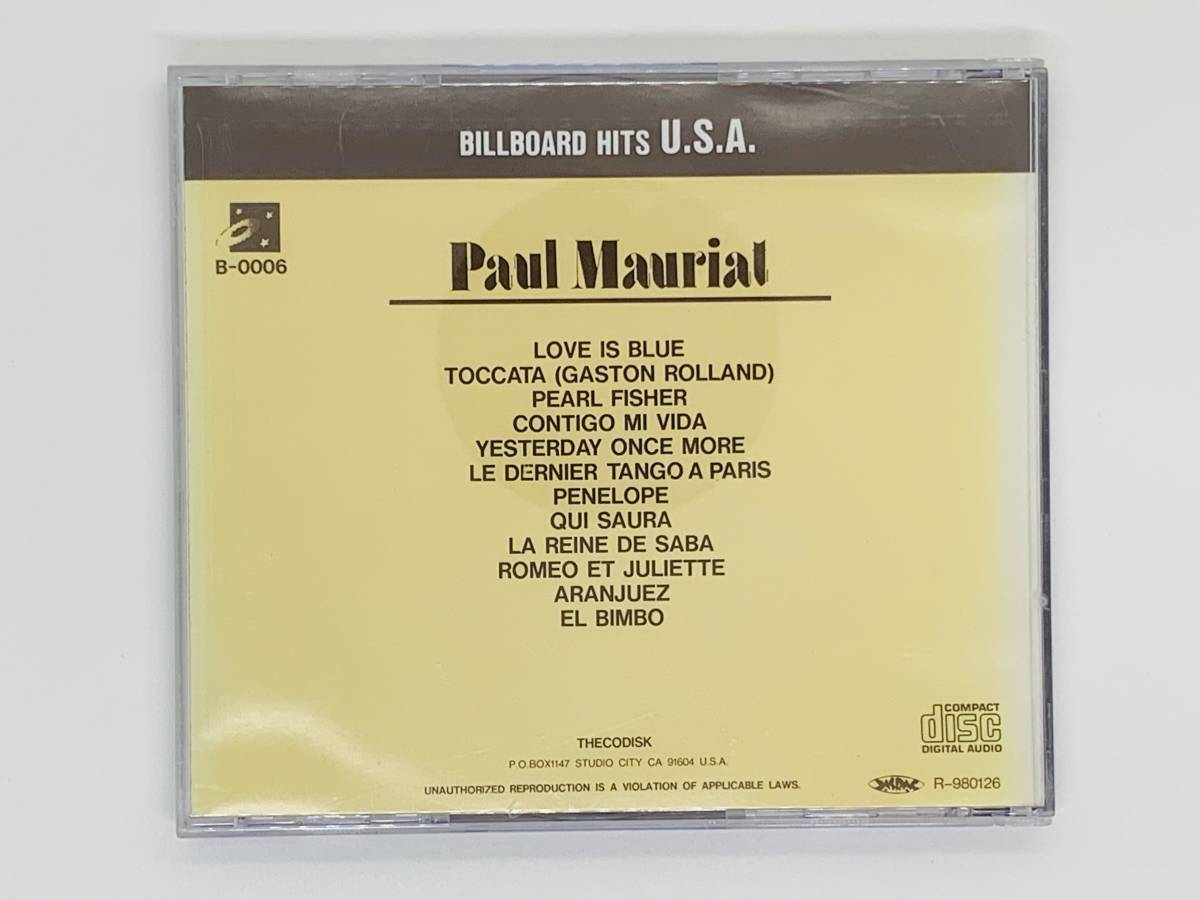 BILLBOARD HITS U.S.A.
B-0006
Paul Mauriat
LOVE IS BLUE
TOCCATA (GASTON ROLLAND)
PEARL FISHER
CONTIGO MI VIDA
YESTERDAY ONCE MORE
LE DERNIER TANGO A PARIS
PENELOPE
QUI SAURA
LA REINE DE SABA
ROMEO ET JULIETTE
ARANJUEZ
EL BIMBO
COMPACT
disc
DIGITAL AUDIO
THECODISK
P.O.BOX1147 STUDIO CITY CA 91604 U.S.A.
UNAUTHORIZED REPRODUCTION IS A VIOLATION OF APPLICABLE LAWS.
R-980126